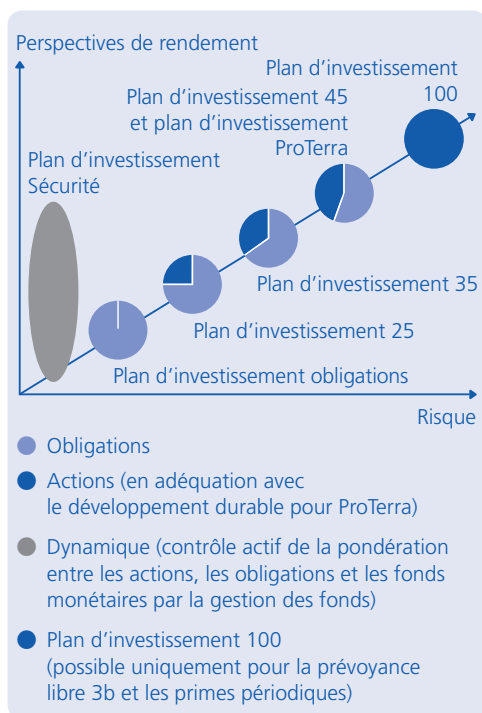 Perspectives de rendement
Plan d’investissement
100
Plan d’investissement 45
et plan d’investissement
ProTerra
Plan d’investissement
Sécurité
Plan d’investissement 35
Plan d’investissement 25
Plan d’investissement obligations
Risque
Obligations
Actions (en adéquation avec
le développement durable pour ProTerra)
Dynamique (contrôle actif de la pondération
entre les actions, les obligations et les fonds
monétaires par la gestion des fonds)
Plan d’investissement 100
(possible uniquement pour la prévoyance
libre 3b et les primes périodiques)